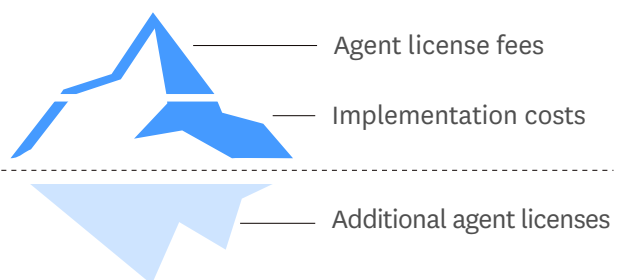 Agent license fees
Implementation costs
Additional agent licenses